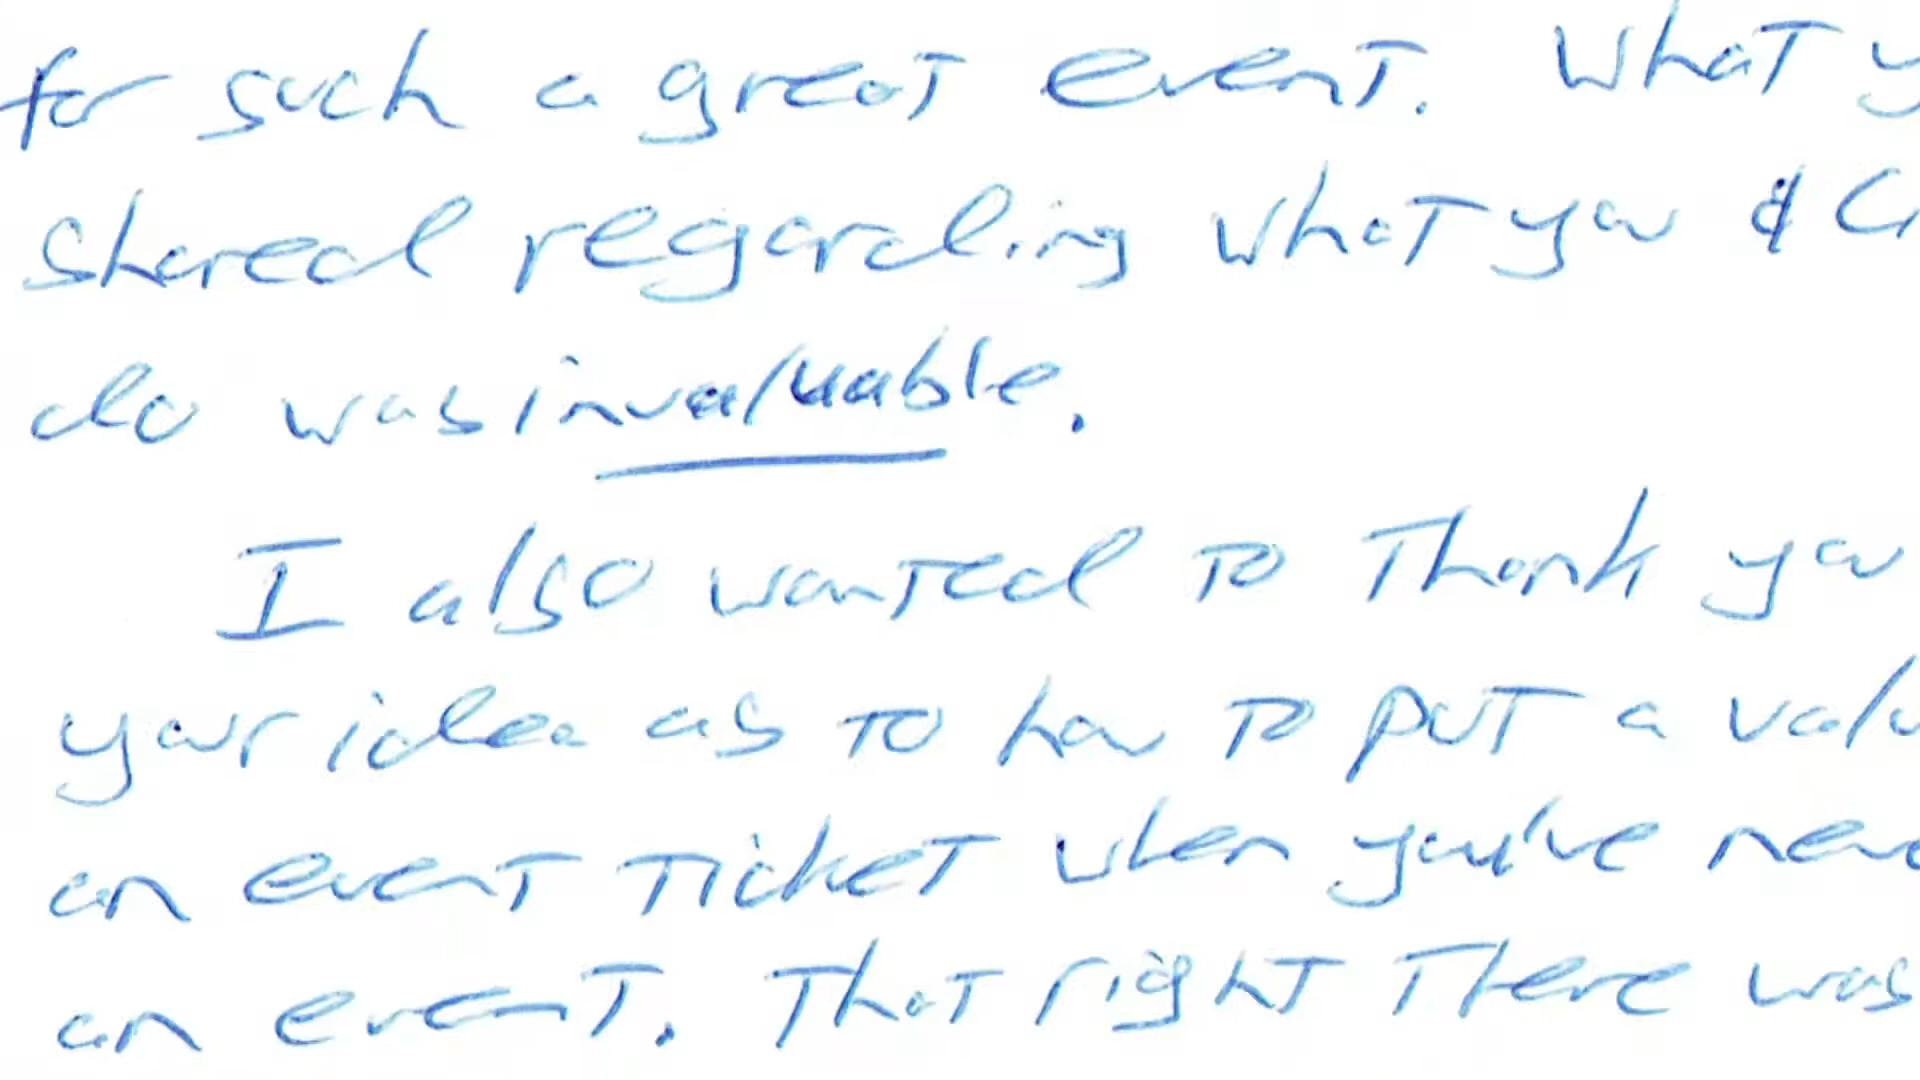 for such a great event. What y
shared regarding what you & C
do was invaluable.
I also wanted to Thank you
your idea as to how to put a valu
on event Ticket when you've neve
an event. That right There was